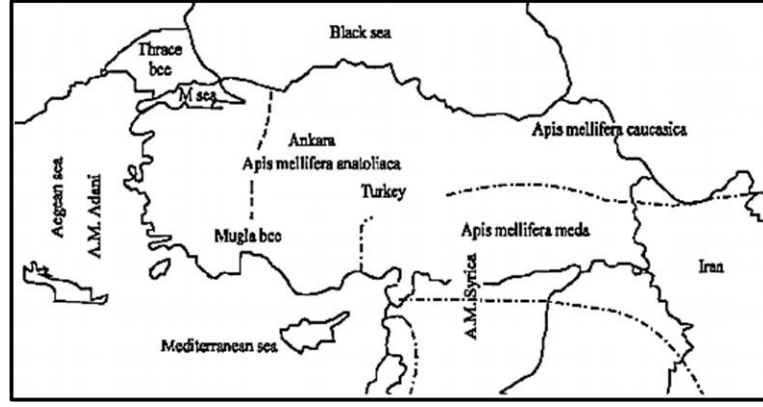 Black sea
Thrace
bee
M sea
Apis mellifera caucasica
Ankara
Apis mellifera anatoliaca
Turkey
Aegean sea
A.M. Adani
Mugla bee
Apis mellifera meda
Iran
A.M. Syrica
Mediterranean sea